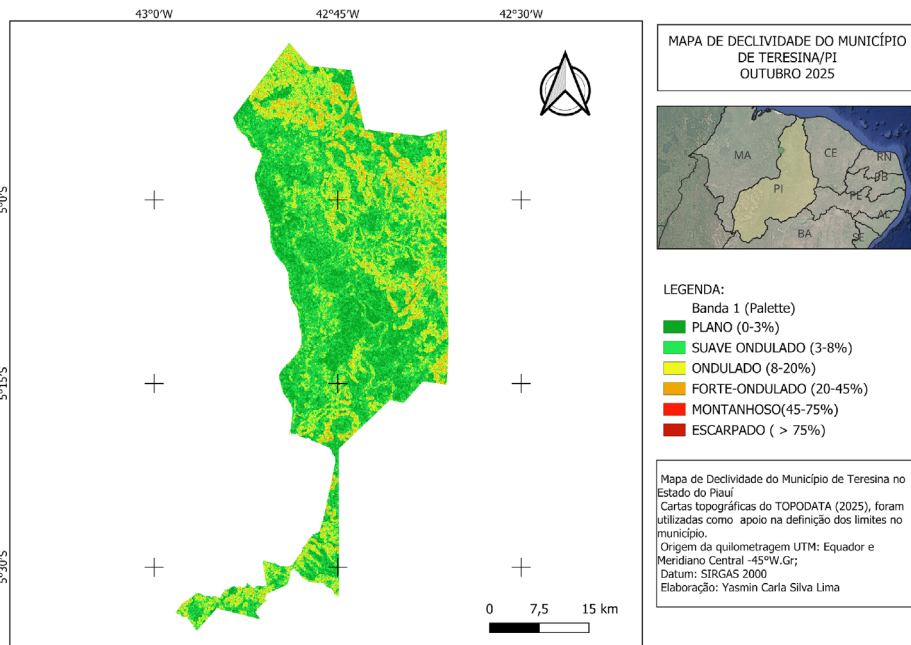 43°0'W
42°45'W
42°30'W
MAPA DE DECLIVIDADE DO MUNICÍPIO
DE TERESINA/PI
OUTUBRO 2025
MA
CE
RN
PB
PI
PE
AL
BA
SE
5°0'S
5°15'S
5°30'S
LEGENDA:
Banda 1 (Palette)
PLANO (0-3%)
SUAVE ONDULADO (3-8%)
ONDULADO (8-20%)
FORTE-ONDULADO (20-45%)
MONTANHOSO(45-75%)
ESCARPADO ( > 75%)
Mapa de Declividade do Município de Teresina no
Estado do Piauí
Cartas topográficas do TOPODATA (2025), foram
utilizadas como apoio na definição dos limites no
município.
Origem da quilometragem UTM: Equador e
Meridiano Central -45°W.Gr;
Datum: SIRGAS 2000
Elaboração: Yasmin Carla Silva Lima
0 7,5 15 km